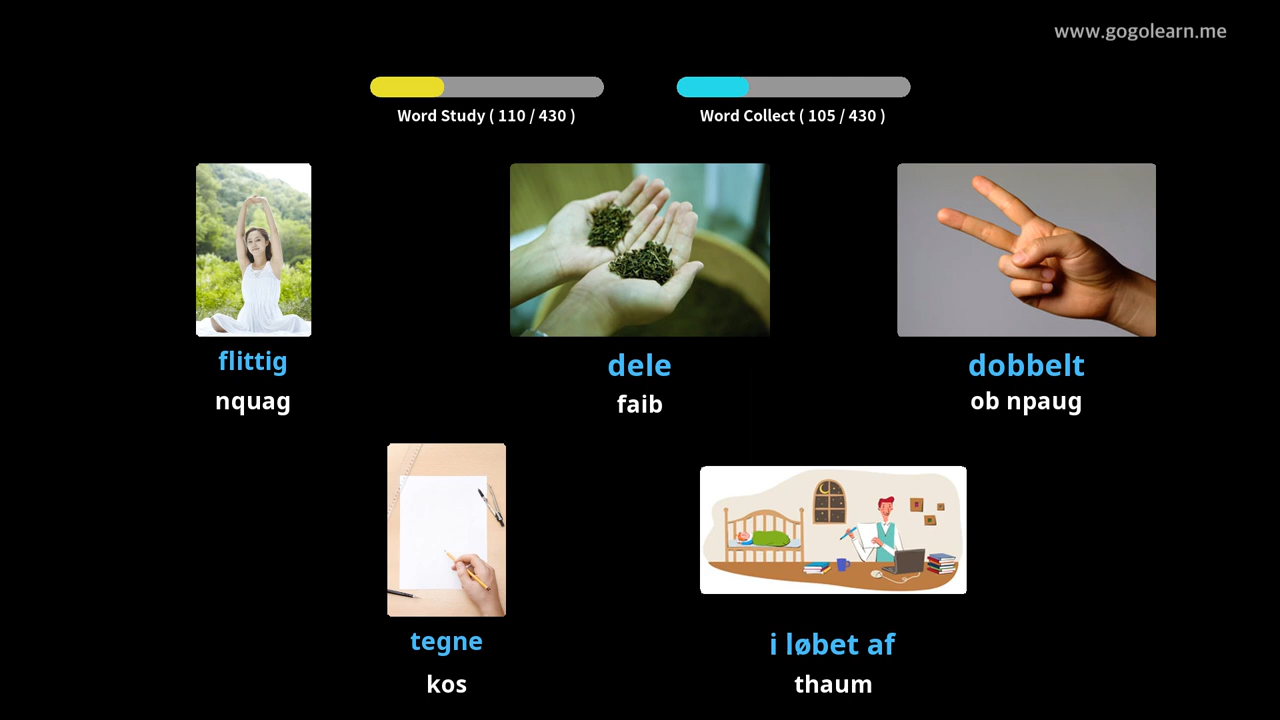 www.gogolearn.me
Word Study ( 110 / 430 )
Word Collect ( 105 / 430 )
flittig
nquag
dele
faib
dobbelt
ob npaug
tegne
kos
i løbet af
thaum